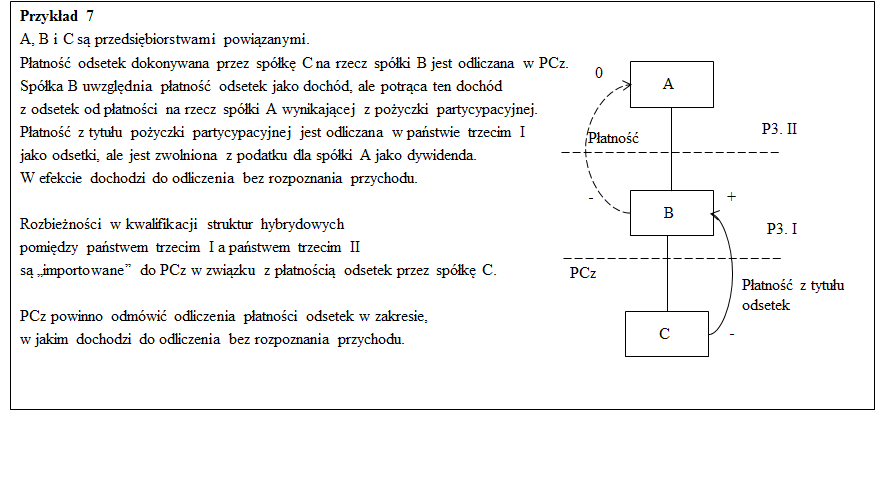 Przykład 7
A, B i C są przedsiębiorstwami powiązanymi.
Płatność odsetek dokonywana przez spółkę C na rzecz spółki B jest odliczana w PCz.
Spółka B uwzględnia płatność odsetek jako dochód, ale potrąca ten dochód
z odsetek od płatności na rzecz spółki A wynikającej z pożyczki partycypacyjnej.
Płatność z tytułu pożyczki partycypacyjnej jest odliczana w państwie trzecim I
jako odsetki, ale jest zwolniona z podatku dla spółki A jako dywidenda.
W efekcie dochodzi do odliczenia bez rozpoznania przychodu.
Rozbieżności w kwalifikacji struktur hybrydowych
pomiędzy państwem trzecim I a państwem trzecim II
są „importowane” do PCz w związku z płatnością odsetek przez spółkę C.
PCz powinno odmówić odliczenia płatności odsetek w zakresie,
w jakim dochodzi do odliczenia bez rozpoznania przychodu.
0
A
Płatność
P3. II
-
B
+
P3. I
PCz
Płatność z tytułu
odsetek
C
-